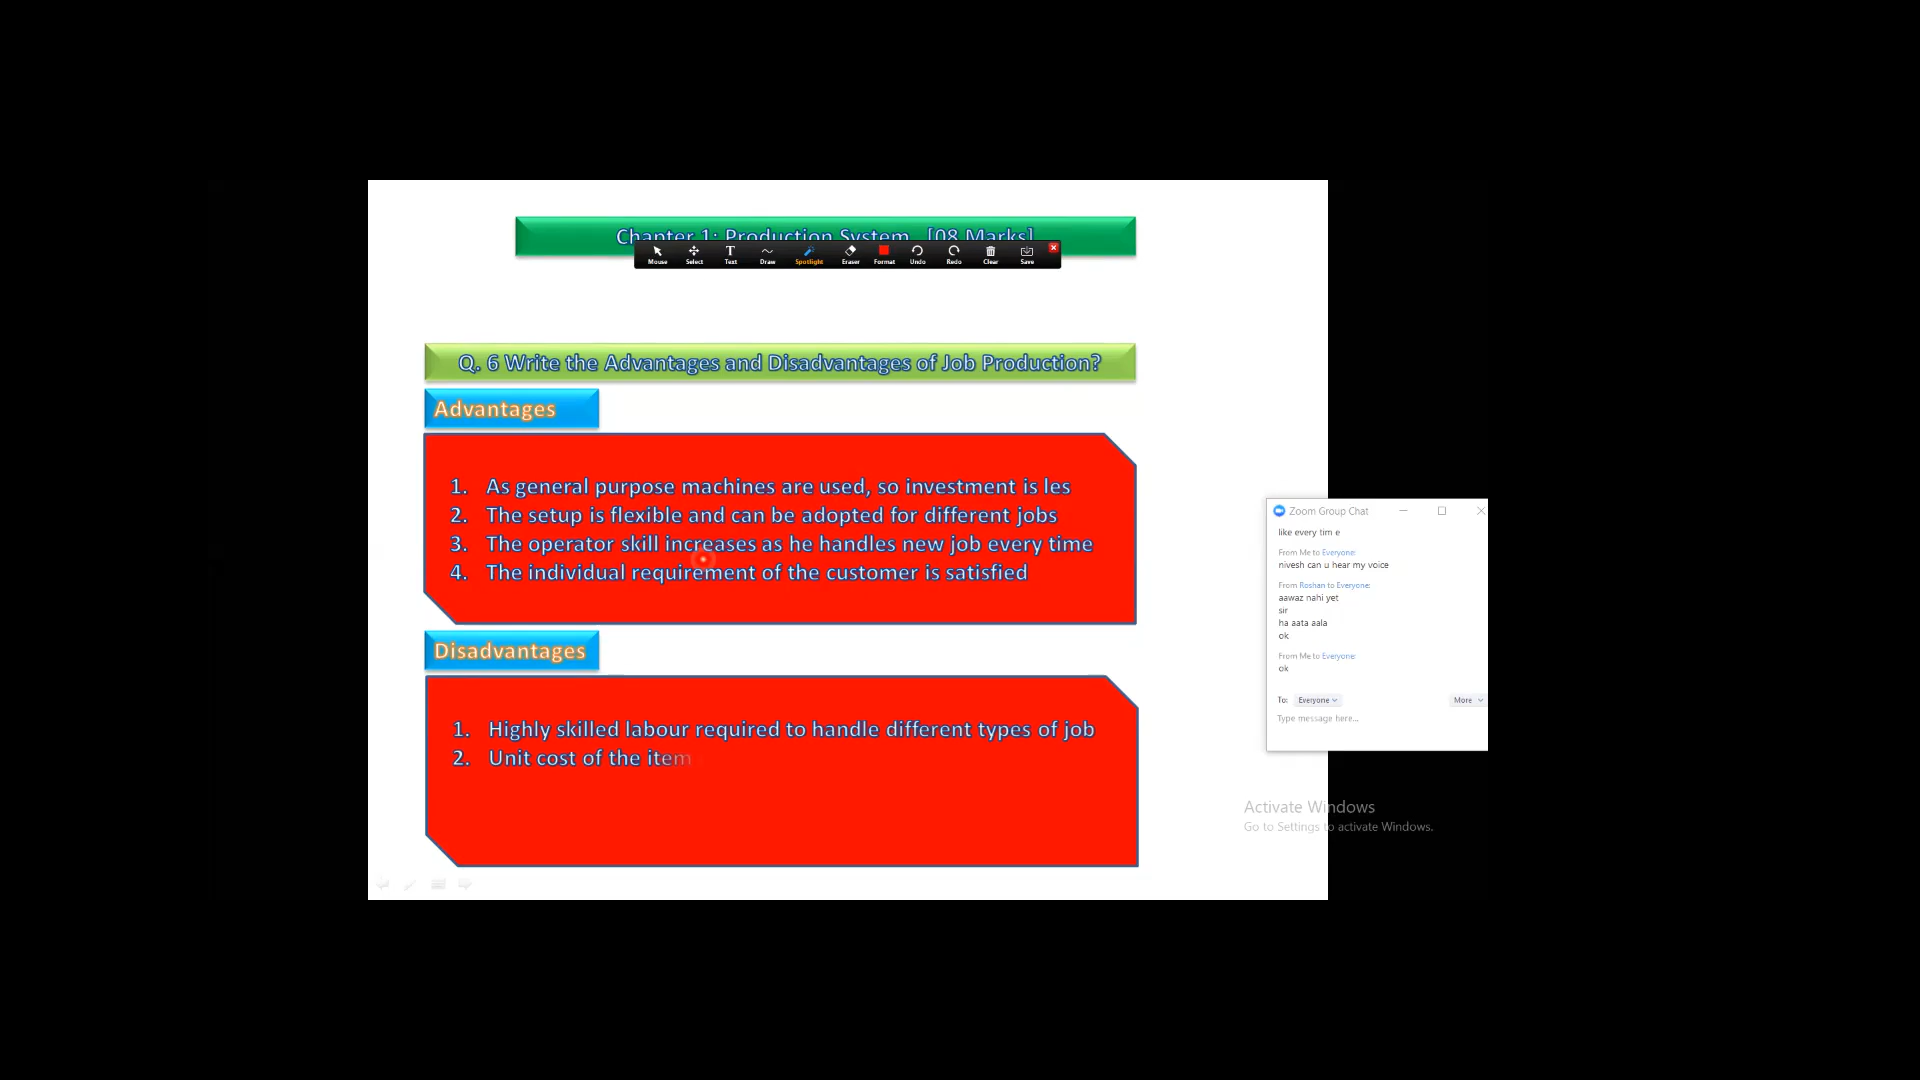 Chapter 1: Production System [08 Marks]
Mouse Select Text Draw Spotlight Eraser Format Undo Redo Clear Save
Q. 6 Write the Advantages and Disadvantages of Job Production?
Advantages
1. As general purpose machines are used, so investment is les
2. The setup is flexible and can be adopted for different jobs
3. The operator skill increases as he handles new job every time
4. The individual requirement of the customer is satisfied
Disadvantages
1. Highly skilled labour required to handle different types of job
2. Unit cost of the item
Zoom Group Chat
like every tim e
From Me to Everyone:
nivesh can u hear my voice
From Roshan to Everyone:
aawaz nahi yet
sir
ha aata aala
ok
From Me to Everyone:
ok
To: Everyone More
Type message here...
Activate Windows
Go to Settings to activate Windows.